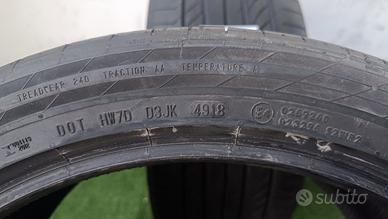 TREADWEAR 240 TRACTION AA TEMPERATURE A
DOT HW7D D3JK 4918
subito